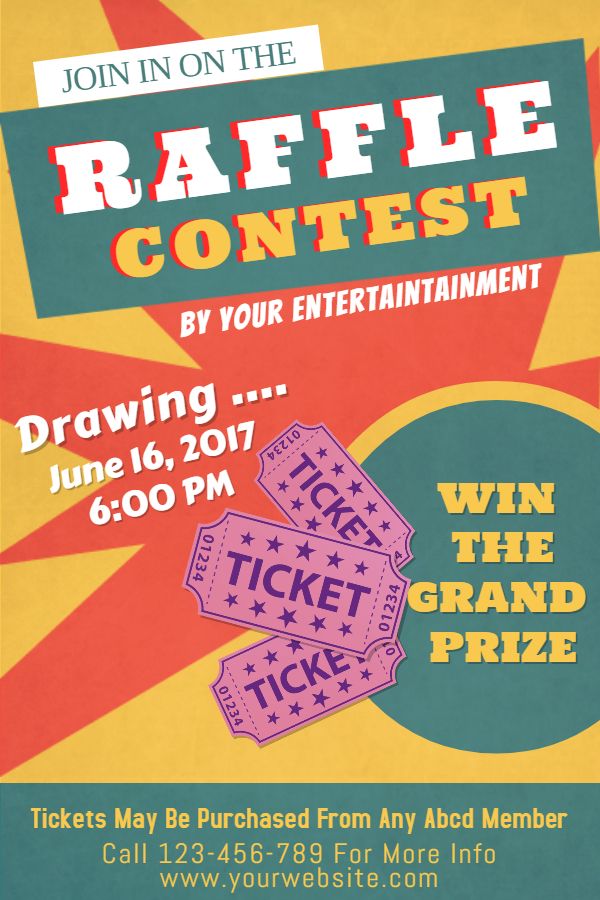 JOIN IN ON THE
RAFFLE
CONTEST
BY YOUR ENTERTAINTAINMENT
Drawing ....
June 16, 2017
6:00 PM
01234
TICKET
01234
TICKET
01234
01234
TICKET
WIN
THE
GRAND
PRIZE
Tickets May Be Purchased From Any Abcd Member
Call 123-456-789 For More Info
www.yourwebsite.com